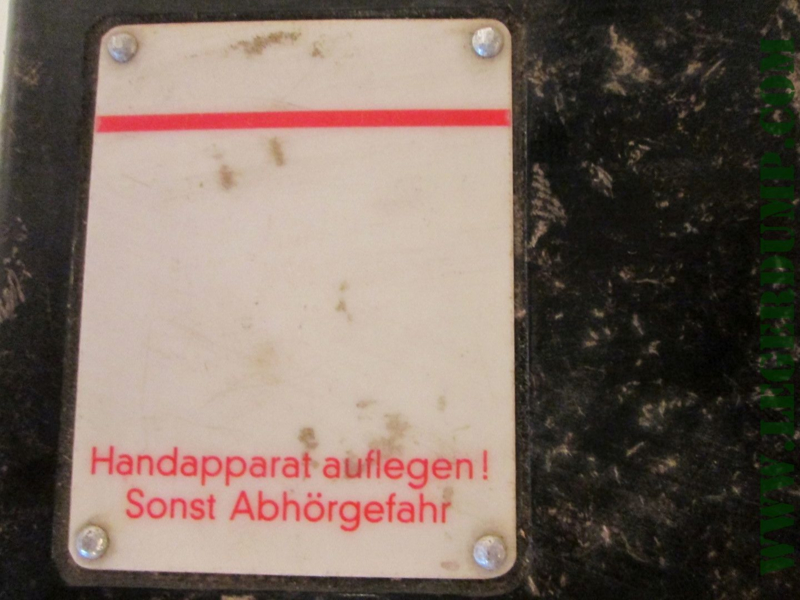 Handapparat auflegen!
Sonst Abhörgefahr
WWW.LEGERDUMP.COM